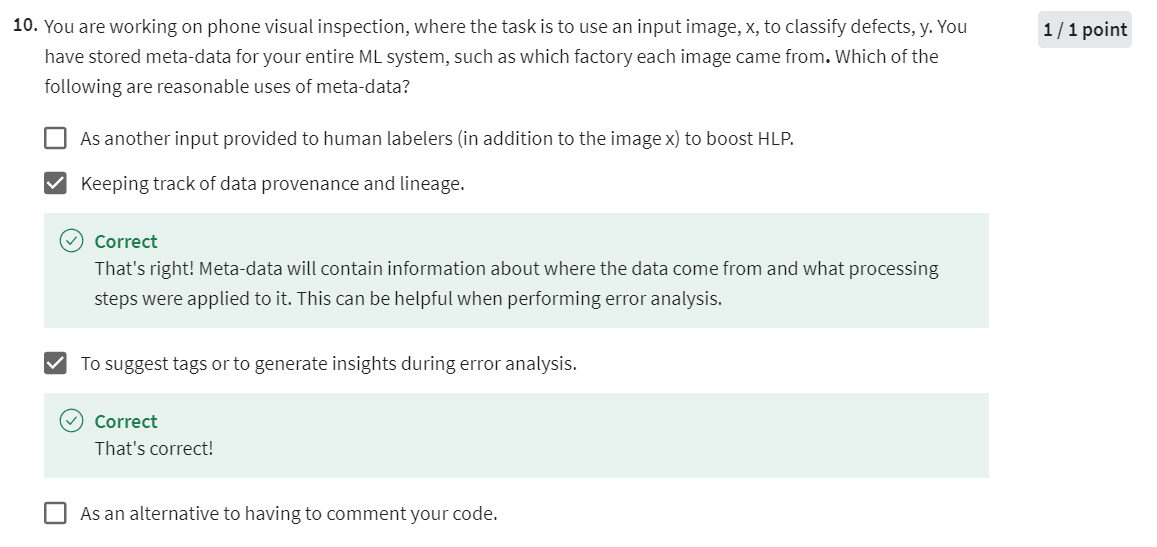 10. You are working on phone visual inspection, where the task is to use an input image, x, to classify defects, y. You
1 / 1 point
have stored meta-data for your entire ML system, such as which factory each image came from. Which of the
following are reasonable uses of meta-data?
As another input provided to human labelers (in addition to the image x) to boost HLP.
Keeping track of data provenance and lineage.
Correct
That's right! Meta-data will contain information about where the data come from and what processing
steps were applied to it. This can be helpful when performing error analysis.
To suggest tags or to generate insights during error analysis.
Correct
That's correct!
As an alternative to having to comment your code.